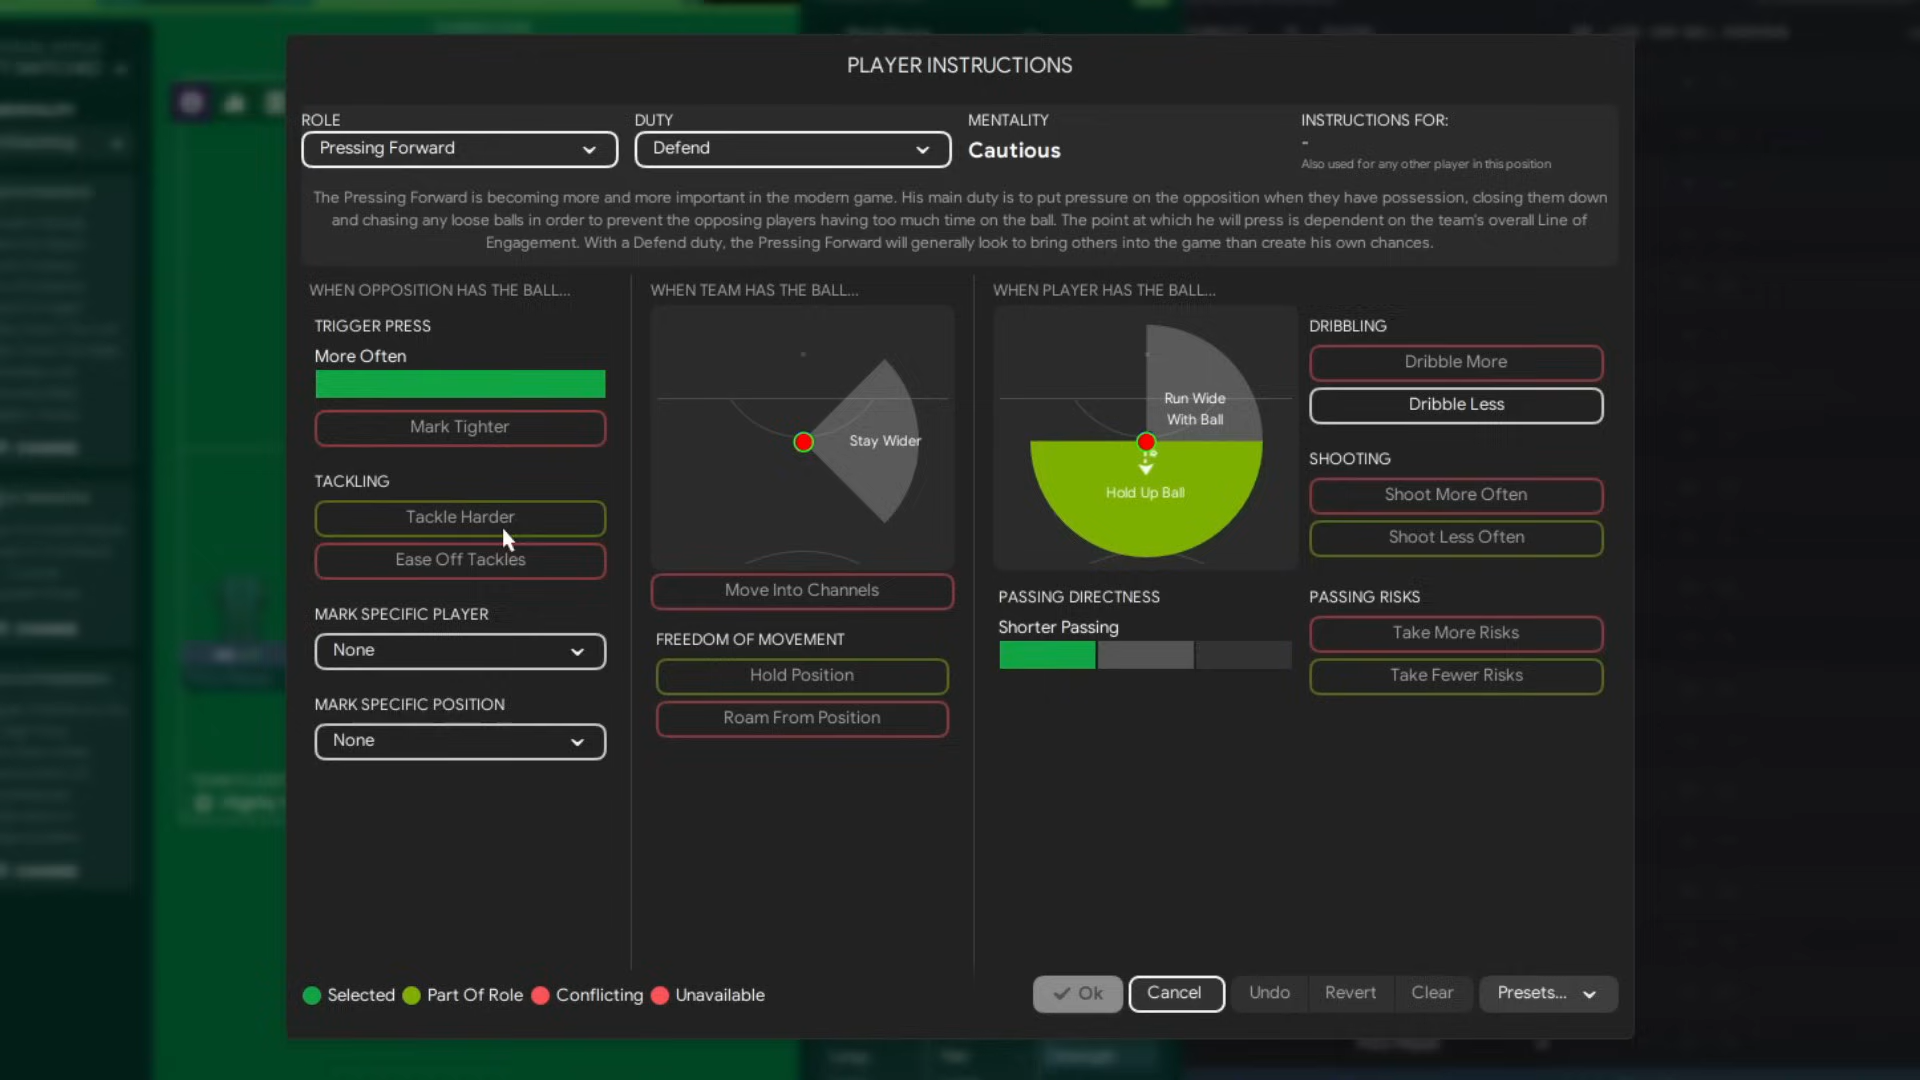 PLAYER INSTRUCTIONS
ROLE
Pressing Forward
DUTY
Defend
MENTALITY
Cautious
INSTRUCTIONS FOR:
-
Also used for any other player in this position
The Pressing Forward is becoming more and more important in the modern game. His main duty is to put pressure on the opposition when they have possession, closing them down
and chasing any loose balls in order to prevent the opposing players having too much time on the ball. The point at which he will press is dependent on the team's overall Line of
Engagement. With a Defend duty, the Pressing Forward will generally look to bring others into the game than create his own chances.
WHEN OPPOSITION HAS THE BALL...
TRIGGER PRESS
More Often
Mark Tighter
TACKLING
Tackle Harder
Ease Off Tackles
MARK SPECIFIC PLAYER
None
MARK SPECIFIC POSITION
None
WHEN TEAM HAS THE BALL...
Stay Wider
Move Into Channels
FREEDOM OF MOVEMENT
Hold Position
Roam From Position
WHEN PLAYER HAS THE BALL...
Run Wide
With Ball
Hold Up Ball
PASSING DIRECTNESS
Shorter Passing
DRIBBLING
Dribble More
Dribble Less
SHOOTING
Shoot More Often
Shoot Less Often
PASSING RISKS
Take More Risks
Take Fewer Risks
Selected
Part Of Role
Conflicting
Unavailable
Ok
Cancel
Undo
Revert
Clear
Presets...